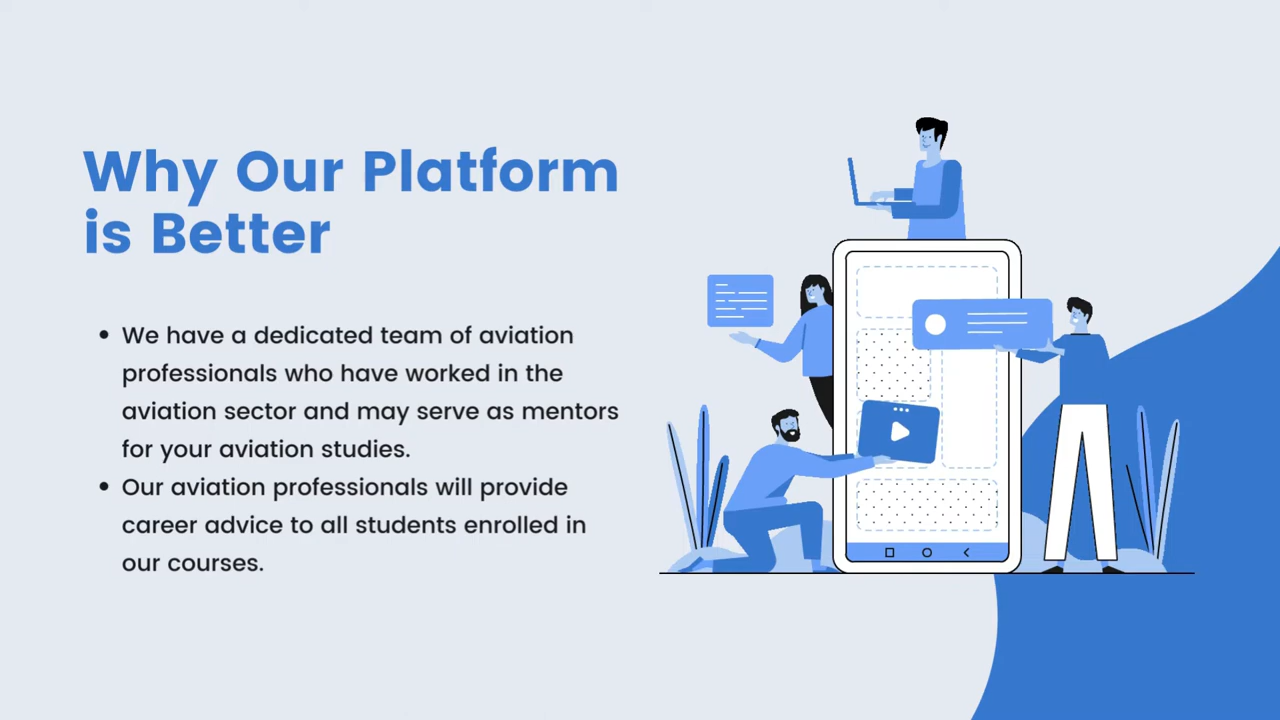 Why Our Platform
is Better
• We have a dedicated team of aviation
professionals who have worked in the
aviation sector and may serve as mentors
for your aviation studies.
• Our aviation professionals will provide
career advice to all students enrolled in
our courses.